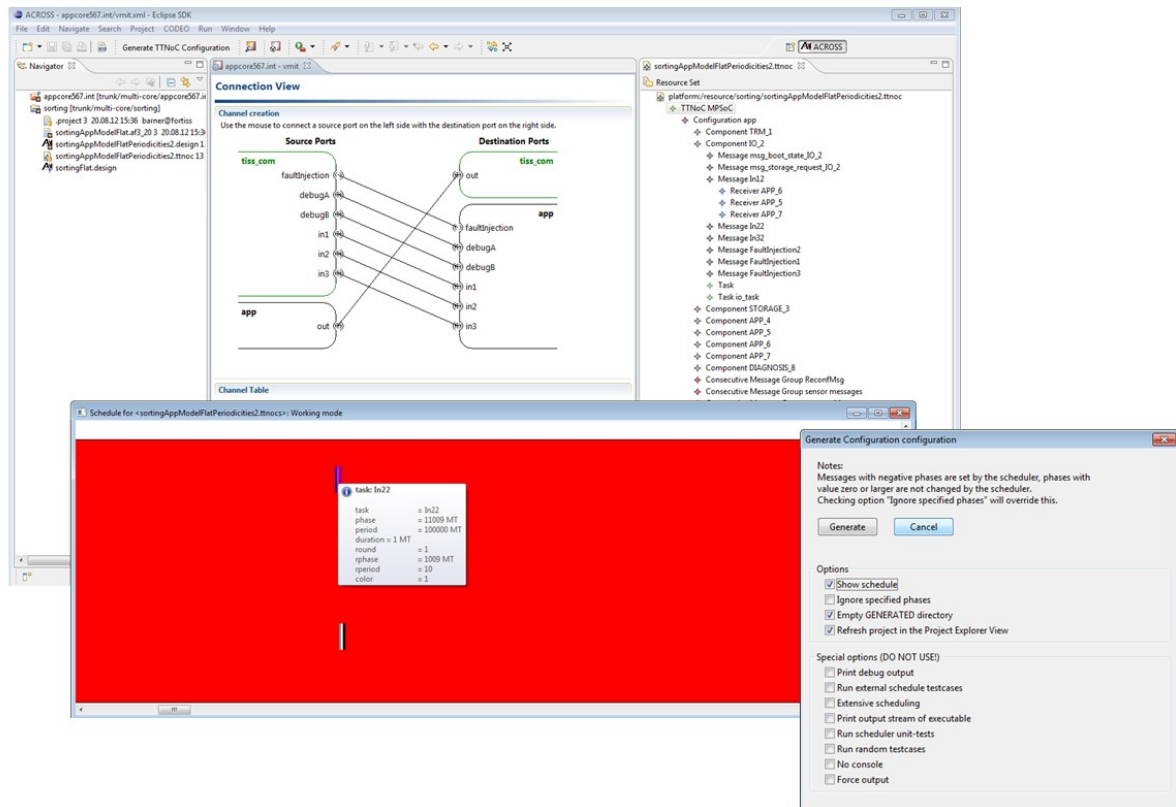 ACROSS - appcore567.int/vmit.xml - Eclipse SDK
File Edit Navigate Search Project CODEO Run Window Help
Generate TTNoC Configuration
ACROSS
Navigator
appcore567.int [trunk/multi-core/appcore567.in
sorting [trunk/multi-core/sorting]
.project 3 20.08.12 15:36 barner@fortiss
sortingAppModelFlat.af3_20 3 20.08.12 15:3
sortingAppModelFlatPeriodicities2.design 1
sortingAppModelFlatPeriodicities2.ttnoc 13
sortingFlat.design
appcore567.int - vmit
Connection View
Channel creation
Use the mouse to connect a source port on the left side with the destination port on the right side.
Source Ports
Destination Ports
tiss_com
faultInjection
debugA
debugB
in1
in2
in3
app
out
tiss_com
out
app
faultInjection
debugA
debugB
in1
in2
in3
Channel Table
sortingAppModelFlatPeriodicities2.ttnoc
Resource Set
platform:/resource/sorting/sortingAppModelFlatPeriodicities2.ttnoc
TTNoC MPSoC
Configuration app
Component TRM_1
Component IO_2
Message msg_boot_state_IO_2
Message msg_storage_request_IO_2
Message In12
Receiver APP_6
Receiver APP_5
Receiver APP_7
Message In22
Message In32
Message FaultInjection2
Message FaultInjection1
Message FaultInjection3
Task
Task io_task
Component STORAGE_3
Component APP_4
Component APP_5
Component APP_6
Component APP_7
Component DIAGNOSIS_8
Consecutive Message Group ReconfMsg
Consecutive Message Group sensor messages
Schedule for <sortingAppModelFlatPeriodicities2.ttnocs>: Working mode
task: In22
task = In22
phase = 11009 MT
period = 100000 MT
duration = 1 MT
round = 1
rphase = 1009 MT
rperiod = 10
color = 1
Generate Configuration configuration
Notes:
Messages with negative phases are set by the scheduler, phases with
value zero or larger are not changed by the scheduler.
Checking option "Ignore specified phases" will override this.
Generate
Cancel
Options
Show schedule
Ignore specified phases
Empty GENERATED directory
Refresh project in the Project Explorer View
Special options (DO NOT USE!)
Print debug output
Run external schedule testcases
Extensive scheduling
Print output stream of executable
Run scheduler unit-tests
Run random testcases
No console
Force output